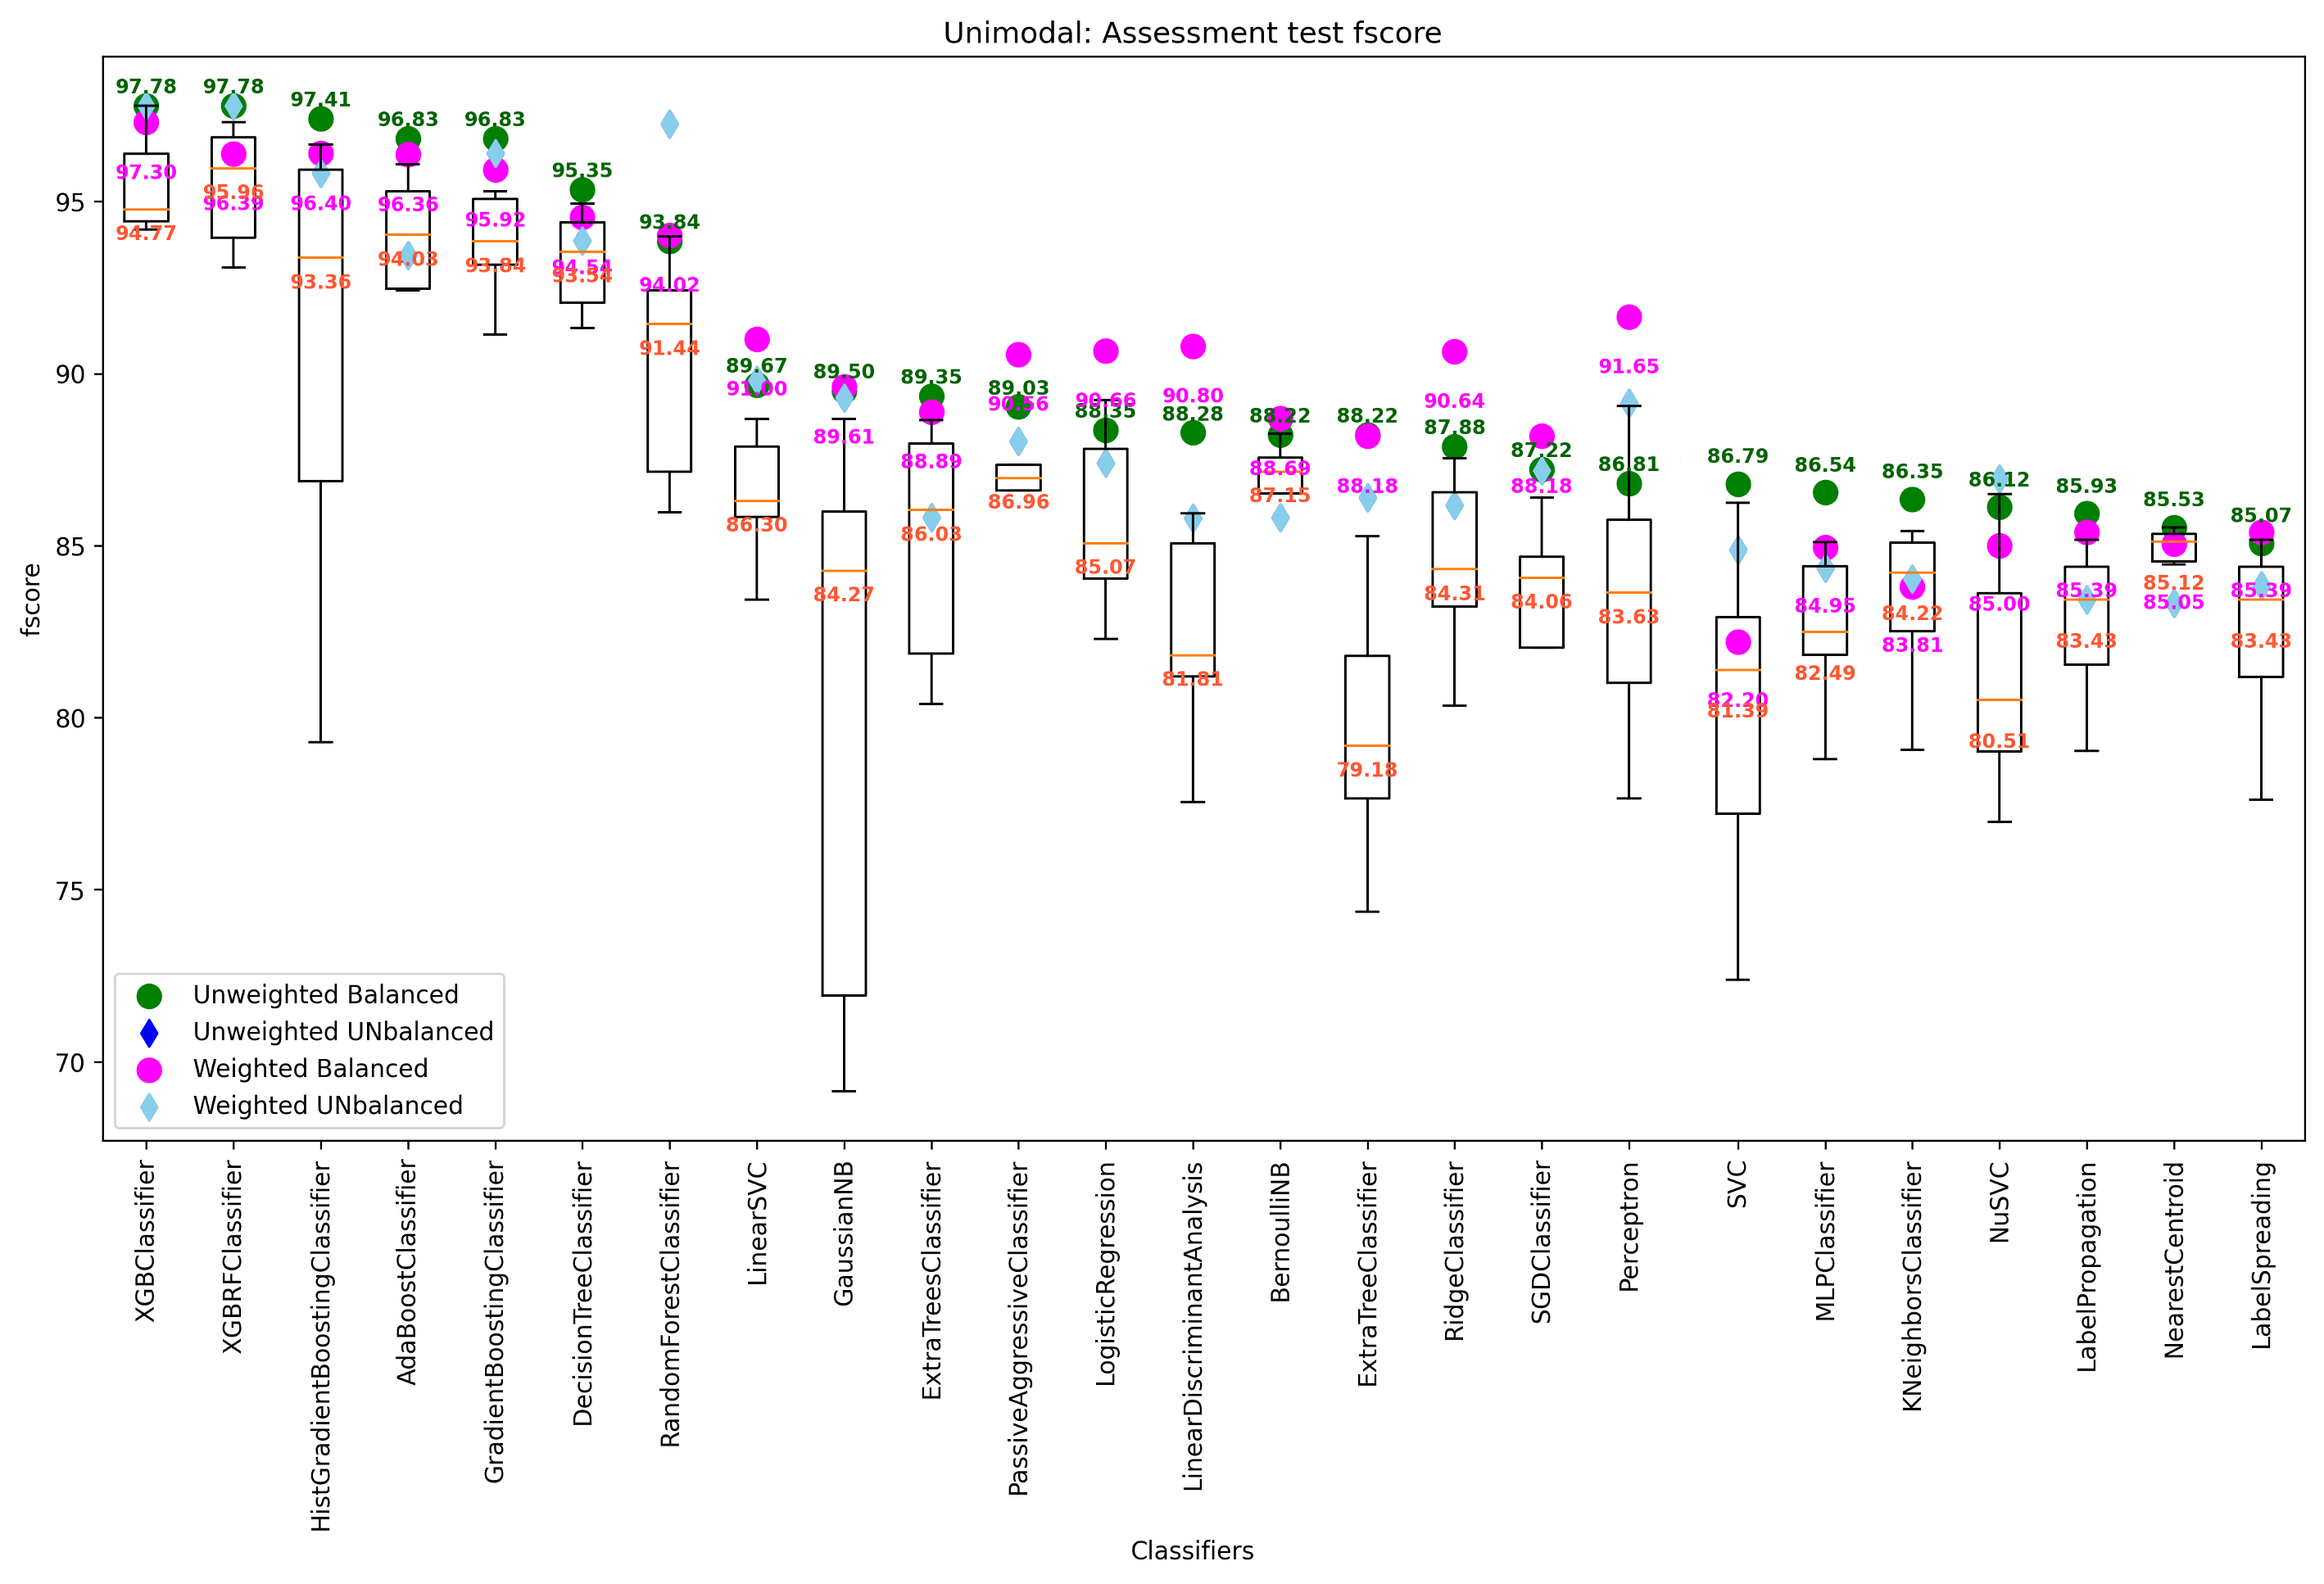 Unimodal: Assessment test fscore
fscore
95
90
85
80
75
70
97.78
97.78
97.41
96.83
96.83
95.35
93.84
89.67
89.50
89.35
89.03
88.35
88.28
88.22
88.22
87.88
87.22
86.81
86.79
86.54
86.35
86.12
85.93
85.53
85.07
97.30
96.39
96.40
96.36
95.92
94.54
94.02
91.00
89.61
88.89
90.56
90.66
90.80
88.69
88.18
90.64
88.18
91.65
82.20
84.95
83.81
85.00
85.39
85.05
85.39
94.77
95.96
93.36
94.03
93.84
93.54
91.44
86.30
84.27
86.03
86.96
85.07
81.81
87.15
79.18
84.31
84.06
83.63
81.39
82.49
84.22
80.51
83.43
85.12
83.43
Unweighted Balanced
Unweighted UNbalanced
Weighted Balanced
Weighted UNbalanced
XGBClassifier
XGBRFClassifier
HistGradientBoostingClassifier
AdaBoostClassifier
GradientBoostingClassifier
DecisionTreeClassifier
RandomForestClassifier
LinearSVC
GaussianNB
ExtraTreesClassifier
PassiveAggressiveClassifier
LogisticRegression
LinearDiscriminantAnalysis
BernoulliNB
ExtraTreeClassifier
RidgeClassifier
SGDClassifier
Perceptron
SVC
MLPClassifier
KNeighborsClassifier
NuSVC
LabelPropagation
NearestCentroid
LabelSpreading
Classifiers